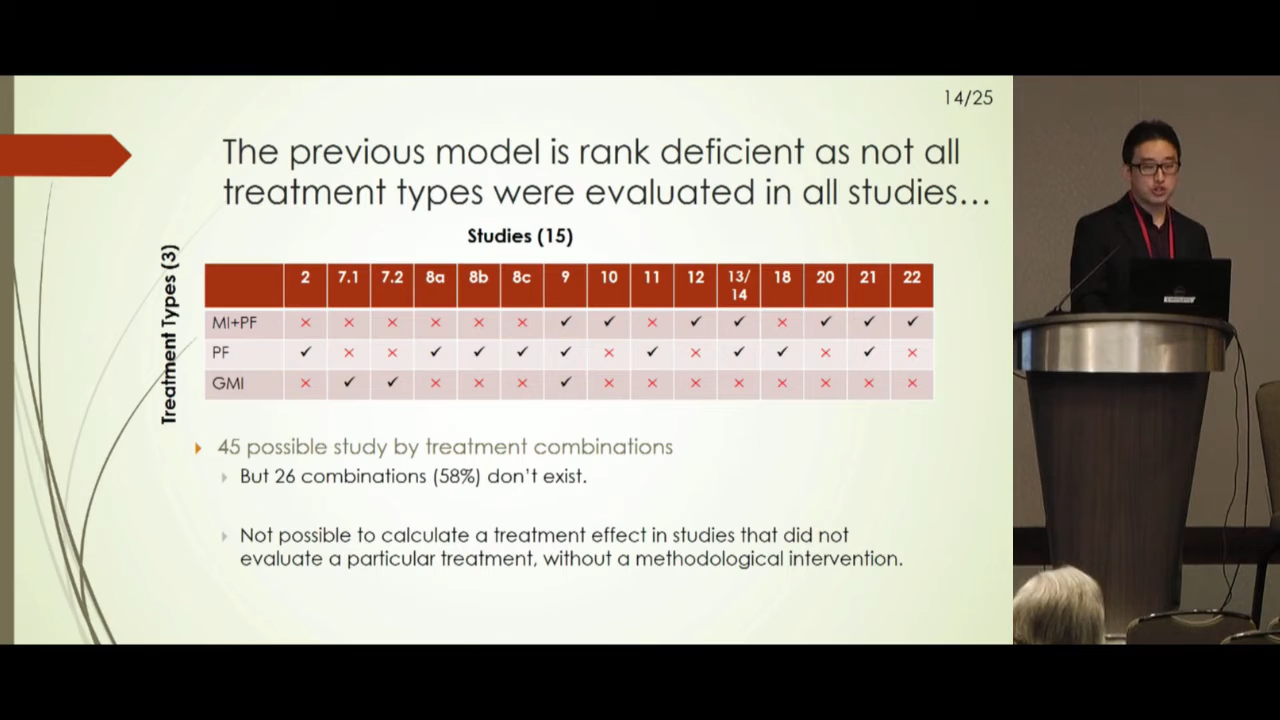 14/25
The previous model is rank deficient as not all
treatment types were evaluated in all studies…
Studies (15)
Treatment Types (3)
2 7.1 7.2 8a 8b 8c 9 10 11 12 13/14 18 20 21 22
MI+PF ✗ ✗ ✗ ✗ ✗ ✗ ✓ ✓ ✗ ✓ ✓ ✗ ✓ ✓ ✓
PF ✓ ✗ ✗ ✓ ✓ ✓ ✓ ✗ ✓ ✗ ✓ ✓ ✗ ✓ ✗
GMI ✗ ✓ ✓ ✗ ✗ ✗ ✓ ✗ ✗ ✗ ✗ ✗ ✗ ✗ ✗
45 possible study by treatment combinations
But 26 combinations (58%) don't exist.
Not possible to calculate a treatment effect in studies that did not
evaluate a particular treatment, without a methodological intervention.